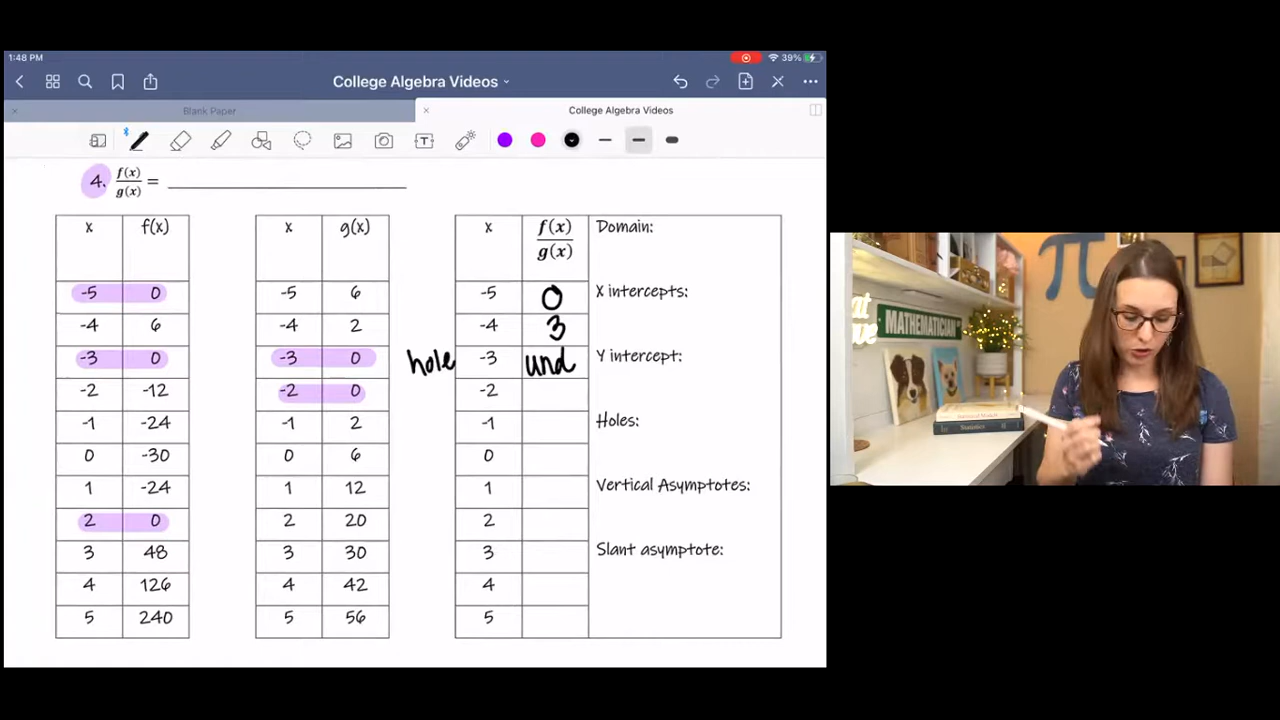 1:48 PM
39%
College Algebra Videos
Blank Paper
College Algebra Videos
4. f(x)/g(x) =
x f(x)
-5 0
-4 6
-3 0
-2 -12
-1 -24
0 -30
1 -24
2 0
3 48
4 126
5 240
x g(x)
-5 6
-4 2
-3 0
-2 0
-1 2
0 6
1 12
2 20
3 30
4 42
5 56
x f(x)/g(x)
-5 0
-4 3
hole -3 und
-2
-1
0
1
2
3
4
5
Domain:
X intercepts:
Y intercept:
Holes:
Vertical Asymptotes:
Slant asymptote:
MATHEMATICIAN
Statistics